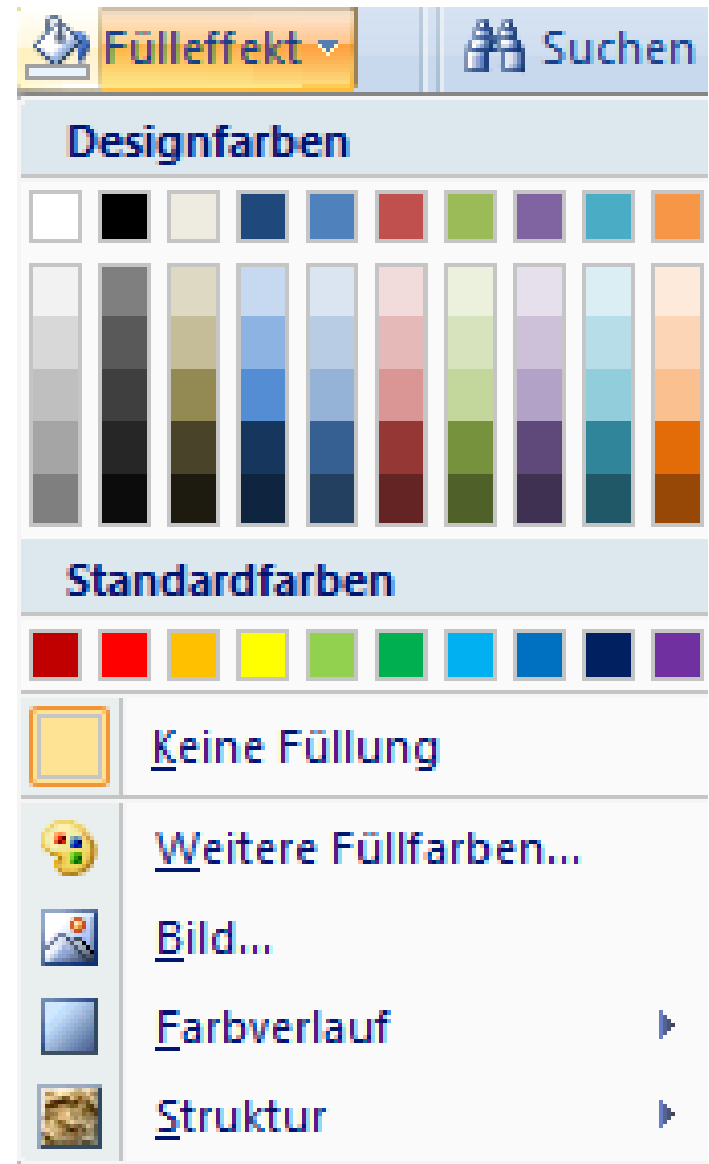 Fülleffekt Suchen
Designfarben
Standardfarben
Keine Füllung
Weitere Füllfarben...
Bild...
Farbverlauf
Struktur